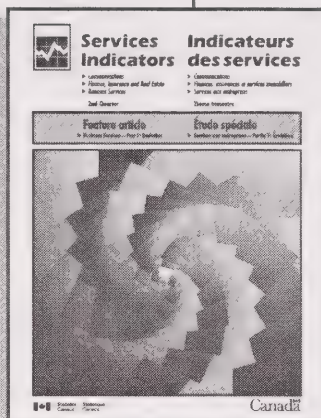 Services
Indicators
▶ Communications
▶ Finance, Insurance and Real Estate
▶ Business Services
2nd Quarter
Indicateurs
des services
▶ Communications
▶ Finances, assurances et services immobiliers
▶ Services aux entreprises
2ième trimestre
Feature article
Étude spéciale
Statistics Statistique
Canada Canada
Canada